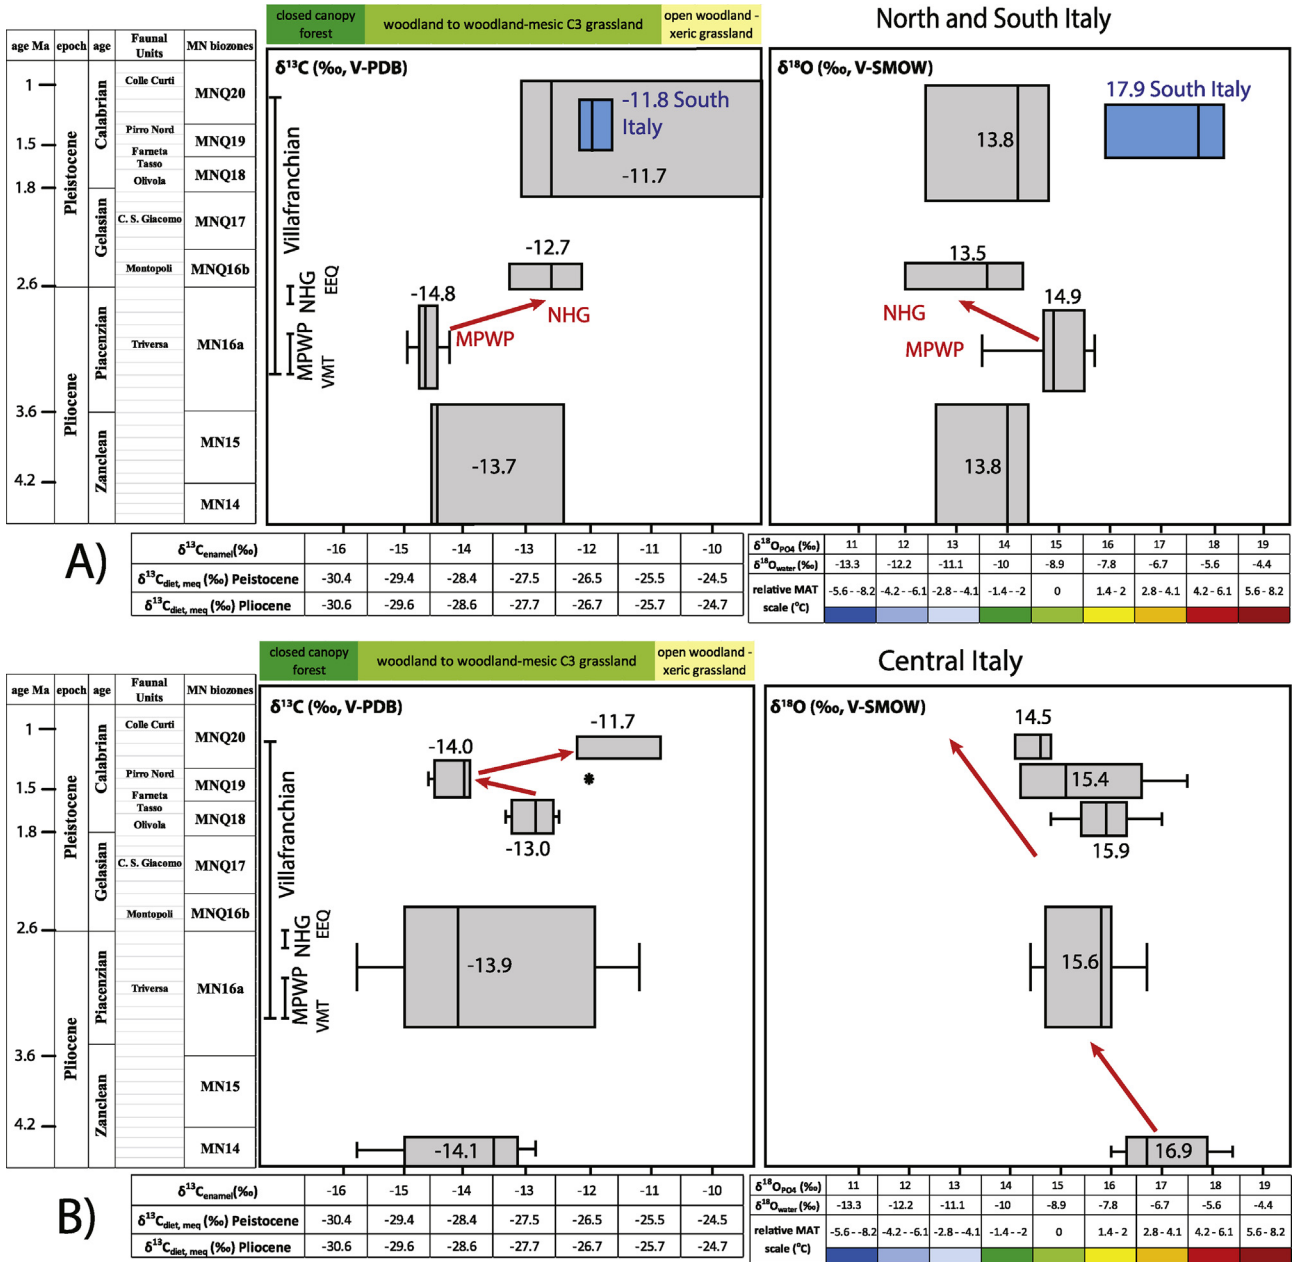 North and South Italy
closed canopy forest
woodland to woodland-mesic C3 grassland
open woodland - xeric grassland
age Ma epoch age Faunal Units MN biozones
δ13C (‰, V-PDB)
δ18O (‰, V-SMOW)
1
1.5
1.8
2.6
3.6
4.2
Pleistocene
Pliocene
Calabrian
Gelasian
Piacenzian
Zanclean
Colle Curti
Pirro Nord
Farneta
Tasso
Olivola
C. S. Giacomo
Montopoli
Triversa
MNQ20
MNQ19
MNQ18
MNQ17
MNQ16b
MN16a
MN15
MN14
Villafranchian
NHG
EEQ
MPWP
VMT
-11.8 South
Italy
-11.7
-12.7
-14.8
NHG
MPWP
-13.7
17.9 South Italy
13.8
13.5
14.9
NHG
MPWP
13.8
A)
δ13Cenamel(‰) -16 -15 -14 -13 -12 -11 -10
δ13Cdiet, meq (‰) Peistocene -30.4 -29.4 -28.4 -27.5 -26.5 -25.5 -24.5
δ13Cdiet, meq (‰) Pliocene -30.6 -29.6 -28.6 -27.7 -26.7 -25.7 -24.7
δ18OPO4 (‰) 11 12 13 14 15 16 17 18 19
δ18Owater (‰) -13.3 -12.2 -11.1 -10 -8.9 -7.8 -6.7 -5.6 -4.4
relative MAT scale (°C) -5.6 - -8.2 -4.2 - -6.1 -2.8 - -4.1 -1.4 - -2 0 1.4 - 2 2.8 - 4.1 4.2 - 6.1 5.6 - 8.2
Central Italy
closed canopy forest
woodland to woodland-mesic C3 grassland
open woodland - xeric grassland
age Ma epoch age Faunal Units MN biozones
δ13C (‰, V-PDB)
δ18O (‰, V-SMOW)
1
1.5
1.8
2.6
3.6
4.2
Pleistocene
Pliocene
Calabrian
Gelasian
Piacenzian
Zanclean
Colle Curti
Pirro Nord
Farneta
Tasso
Olivola
C. S. Giacomo
Montopoli
Triversa
MNQ20
MNQ19
MNQ18
MNQ17
MNQ16b
MN16a
MN15
MN14
Villafranchian
NHG
EEQ
MPWP
VMT
-11.7
-14.0
*
-13.0
-13.9
-14.1
14.5
15.4
15.9
15.6
16.9
B)
δ13Cenamel(‰) -16 -15 -14 -13 -12 -11 -10
δ13Cdiet, meq (‰) Peistocene -30.4 -29.4 -28.4 -27.5 -26.5 -25.5 -24.5
δ13Cdiet, meq (‰) Pliocene -30.6 -29.6 -28.6 -27.7 -26.7 -25.7 -24.7
δ18OPO4 (‰) 11 12 13 14 15 16 17 18 19
δ18Owater (‰) -13.3 -12.2 -11.1 -10 -8.9 -7.8 -6.7 -5.6 -4.4
relative MAT scale (°C) -5.6 - -8.2 -4.2 - -6.1 -2.8 - -4.1 -1.4 - -2 0 1.4 - 2 2.8 - 4.1 4.2 - 6.1 5.6 - 8.2